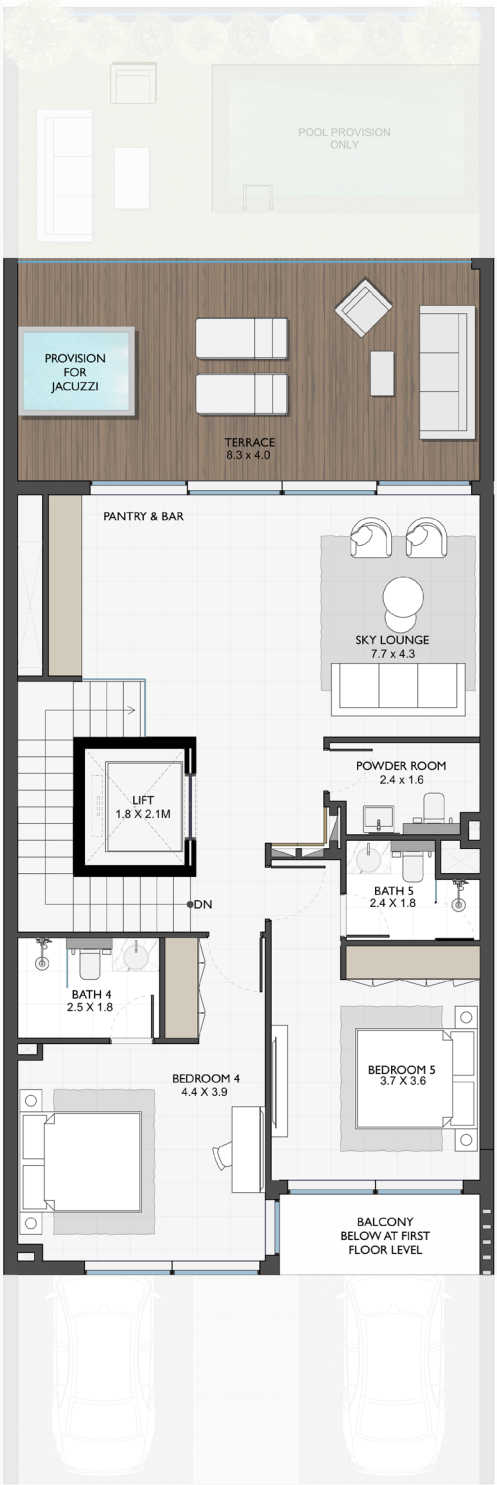 POOL PROVISION
ONLY
PROVISION
FOR
JACUZZI
TERRACE
8.3 x 4.0
PANTRY & BAR
SKY LOUNGE
7.7 x 4.3
POWDER ROOM
2.4 x 1.6
LIFT
1.8 X 2.1M
BATH 5
2.4 X 1.8
DN
BATH 4
2.5 X 1.8
BEDROOM 5
3.7 X 3.6
BEDROOM 4
4.4 X 3.9
BALCONY
BELOW AT FIRST
FLOOR LEVEL